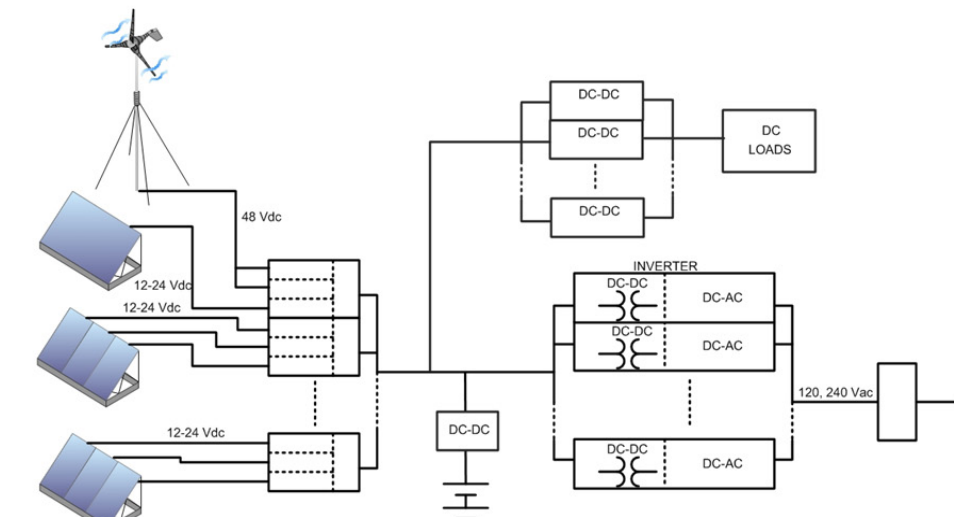 DC-DC
DC-DC
DC
LOADS
DC-DC
48 Vdc
INVERTER
12-24 Vdc
DC-DC
DC-AC
12-24 Vdc
DC-DC
DC-AC
120, 240 Vac
12-24 Vdc
DC-DC
DC-DC
DC-AC